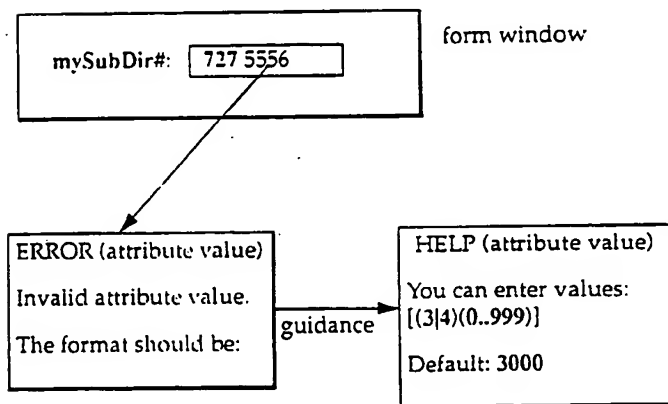 form window
mySubDir#: 727 5556
ERROR (attribute value)
Invalid attribute value.
The format should be:
guidance
HELP (attribute value)
You can enter values:
[(3|4)(0..999)]
Default: 3000